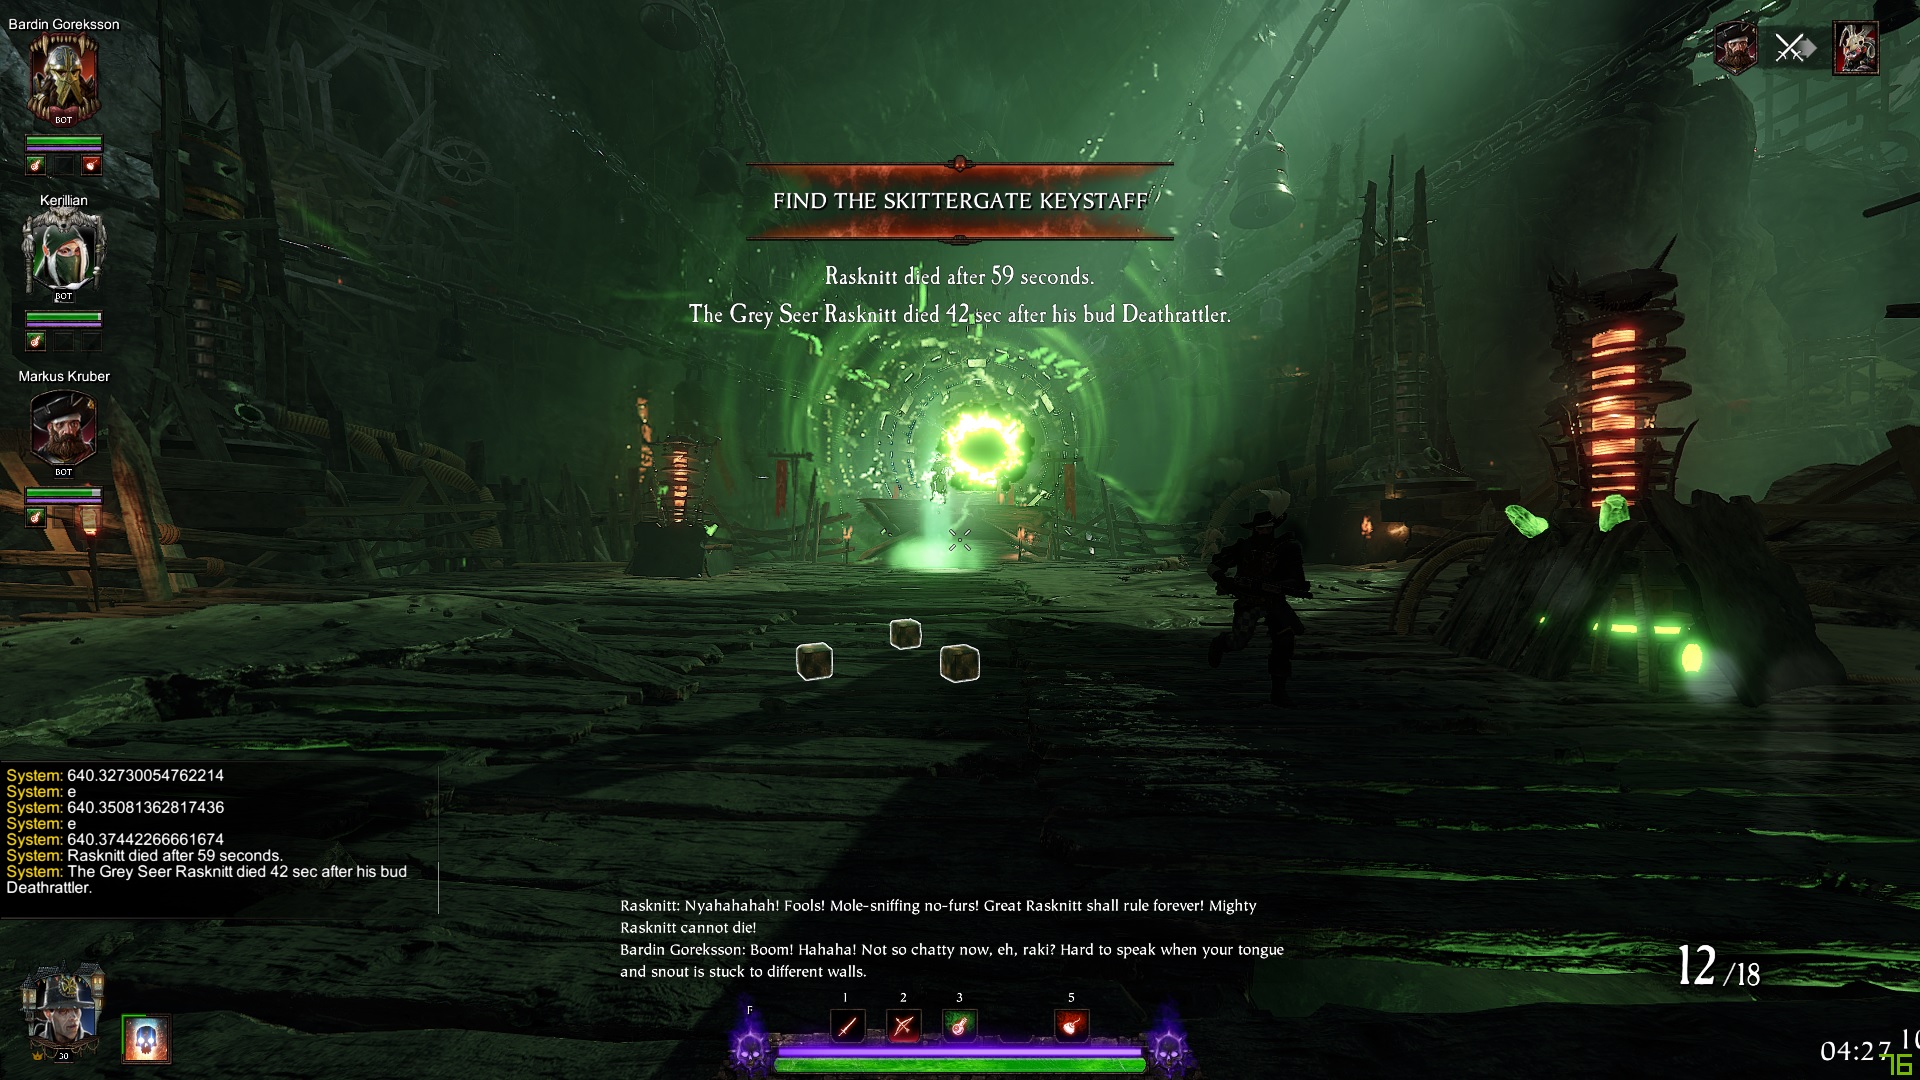 Bardin Goreksson
BOT
Kerillian
BOT
Markus Kruber
BOT
FIND THE SKITTERGATE KEYSTAFF
Rasknitt died after 59 seconds.
The Grey Seer Rasknitt died 42 sec after his bud Deathrattler.
System: 640.32730054762214
System: e
System: 640.35081362817436
System: e
System: 640.37442266661674
System: Rasknitt died after 59 seconds.
System: The Grey Seer Rasknitt died 42 sec after his bud
Deathrattler.
Rasknitt: Nyahahahah! Fools! Mole-sniffing no-furs! Great Rasknitt shall rule forever! Mighty
Rasknitt cannot die!
Bardin Goreksson: Boom! Hahaha! Not so chatty now, eh, raki? Hard to speak when your tongue
and snout is stuck to different walls.
12/18
F
1 2 3 5
30
04:27
76